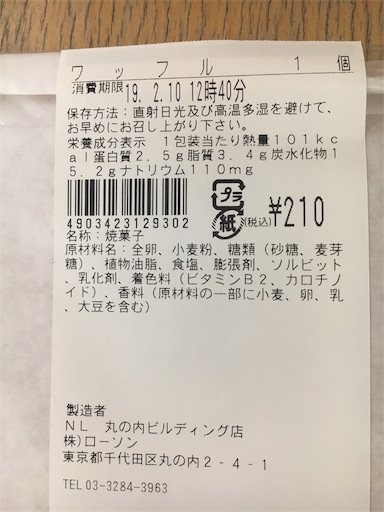 ワッフル 1個
消費期限19. 2.10 12時40分
保存方法：直射日光及び高温多湿を避けて、
お早めにお召し上がり下さい。
栄養成分表示 1包装当たり熱量101kc
al蛋白質2.5g脂質3.4g炭水化物1
5.2gナトリウム110mg
プラ
紙
(税込)¥210
4903423129302
名称：焼菓子
原材料名：全卵、小麦粉、糖類（砂糖、麦芽
糖）、植物油脂、食塩、膨張剤、ソルビット
、乳化剤、着色料（ビタミンB2、カロチノ
イド）、香料（原材料の一部に小麦、卵、乳
、大豆を含む）
製造者
NL 丸の内ビルディング店
株)ローソン
東京都千代田区丸の内2-4-1
TEL 03-3284-3963